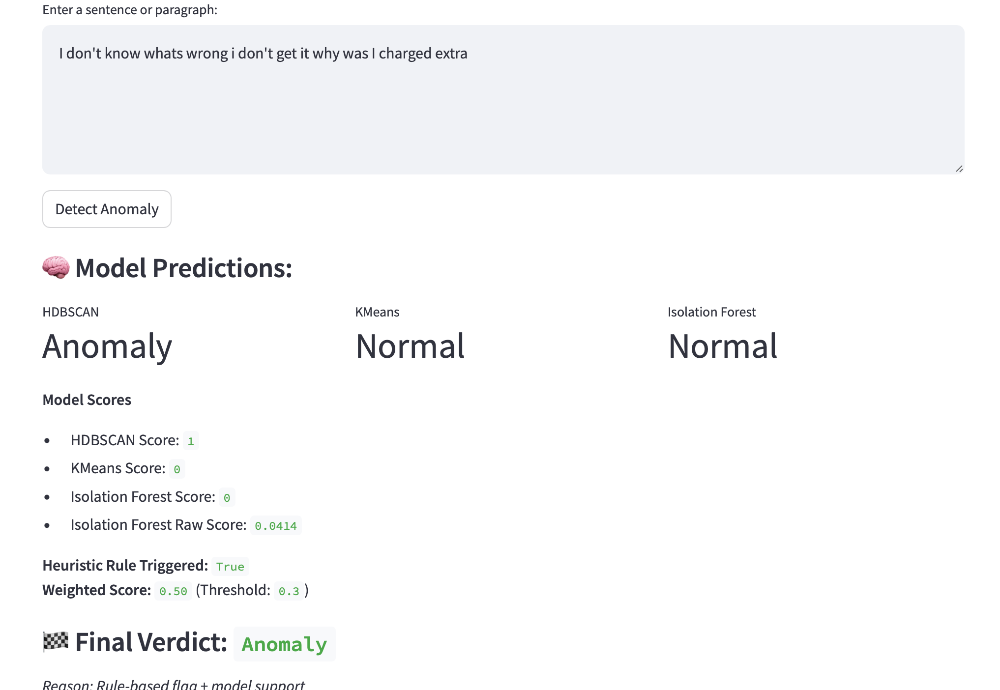 Enter a sentence or paragraph:
I don't know whats wrong i don't get it why was I charged extra
Detect Anomaly
🧠 Model Predictions:
HDBSCAN KMeans Isolation Forest
Anomaly Normal Normal
Model Scores
• HDBSCAN Score: 1
• KMeans Score: 0
• Isolation Forest Score: 0
• Isolation Forest Raw Score: 0.0414
Heuristic Rule Triggered: True
Weighted Score: 0.50 (Threshold: 0.3 )
🏁 Final Verdict: Anomaly
Reason: Rule-based flag + model support